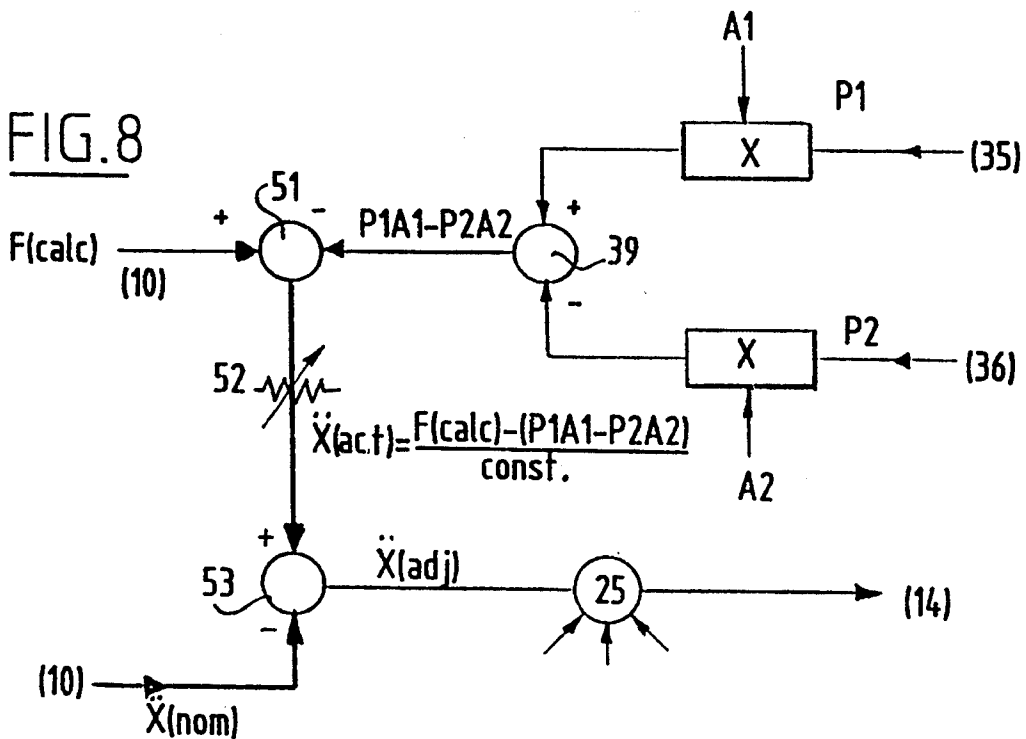 FIG.8
A1
P1
X
(35)
51
+
-
P1A1-P2A2
+
39
F(calc)
(10)
-
P2
X
(36)
A2
52
Ẍ(ac.t)=F(calc)-(P1A1-P2A2)
const.
+
53
Ẍ(adj)
25
(14)
-
(10)
Ẍ(nom)